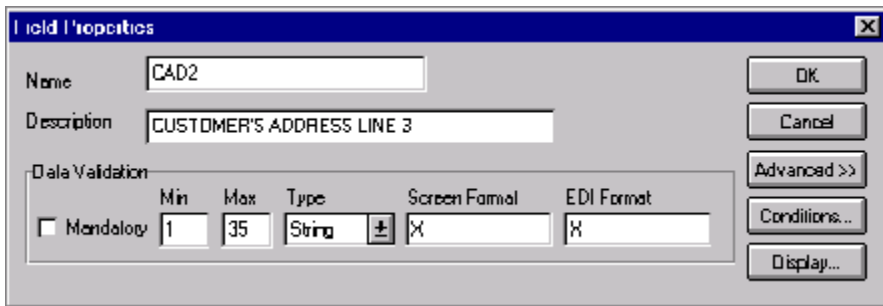 Field Properties
Name CAD2 OK
Description CUSTOMER'S ADDRESS LINE 3 Cancel
Data Validation Advanced >>
Min Max Type Screen Format EDI Format
Mandatory 1 35 String X X Conditions...
Display...